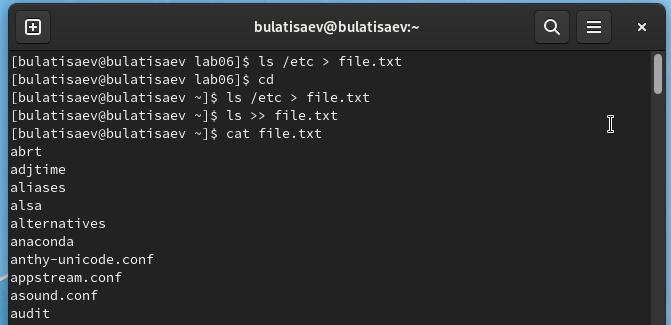 bulatisaev@bulatisaev:~
[bulatisaev@bulatisaev lab06]$ ls /etc > file.txt
[bulatisaev@bulatisaev lab06]$ cd
[bulatisaev@bulatisaev ~]$ ls /etc > file.txt
[bulatisaev@bulatisaev ~]$ ls >> file.txt
[bulatisaev@bulatisaev ~]$ cat file.txt
abrt
adjtime
aliases
alsa
alternatives
anaconda
anthy-unicode.conf
appstream.conf
asound.conf
audit